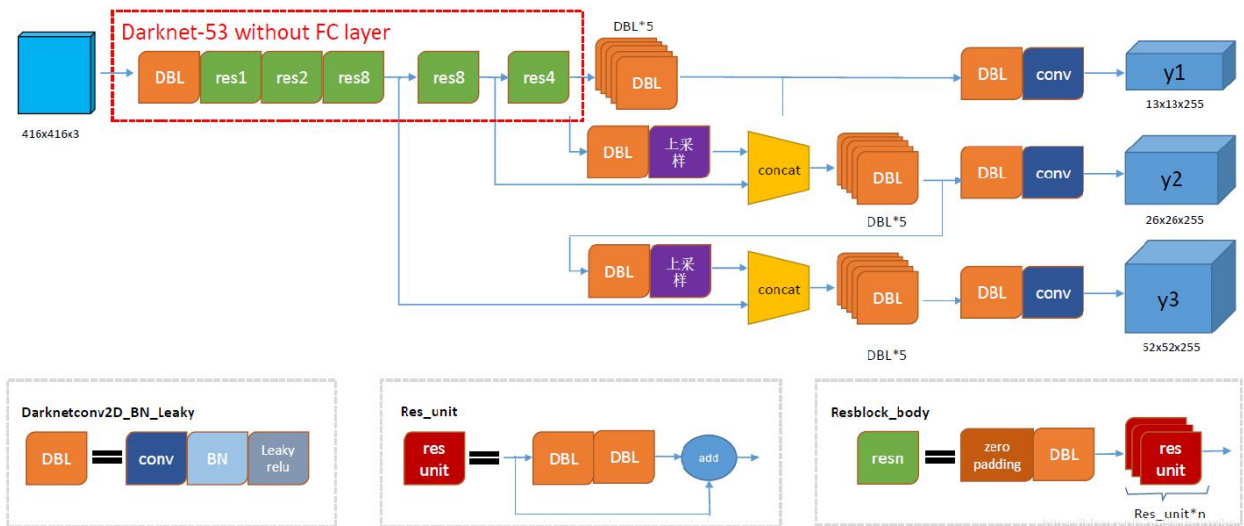 Darknet-53 without FC layer
DBL*5
416x416x3
DBL
res1
res2
res8
res8
res4
DBL
DBL
conv
y1
13x13x255
DBL
上采
样
concat
DBL
DBL*5
DBL
conv
y2
26x26x255
DBL
上采
样
concat
DBL
DBL*5
DBL
conv
y3
52x52x255
Darknetconv2D_BN_Leaky
DBL
conv
BN
Leaky
relu
Res_unit
res
unit
DBL
DBL
add
Resblock_body
resn
zero
padding
DBL
res
unit
Res_unit*n